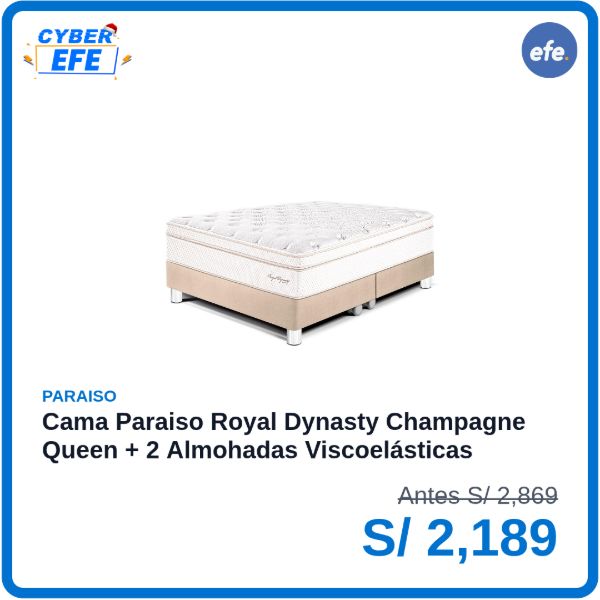 CYBER
EFE
efe.
PARAISO
Cama Paraiso Royal Dynasty Champagne
Queen + 2 Almohadas Viscoelásticas
Antes S/ 2,869
S/ 2,189